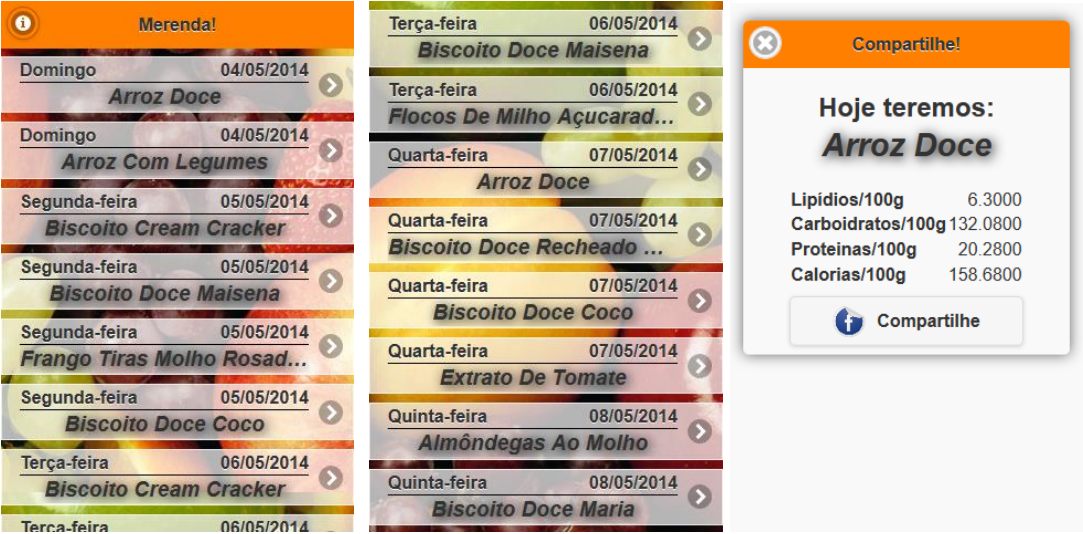 Merenda!
Domingo 04/05/2014
Arroz Doce
Domingo 04/05/2014
Arroz Com Legumes
Segunda-feira 05/05/2014
Biscoito Cream Cracker
Segunda-feira 05/05/2014
Biscoito Doce Maisena
Segunda-feira 05/05/2014
Frango Tiras Molho Rosad...
Segunda-feira 05/05/2014
Biscoito Doce Coco
Terça-feira 06/05/2014
Biscoito Cream Cracker
Terça-feira 06/05/2014
Terça-feira 06/05/2014
Biscoito Doce Maisena
Terça-feira 06/05/2014
Flocos De Milho Açucarad...
Quarta-feira 07/05/2014
Arroz Doce
Quarta-feira 07/05/2014
Biscoito Doce Recheado ...
Quarta-feira 07/05/2014
Biscoito Doce Coco
Quarta-feira 07/05/2014
Extrato De Tomate
Quinta-feira 08/05/2014
Almôndegas Ao Molho
Quinta-feira 08/05/2014
Biscoito Doce Maria
Compartilhe!
Hoje teremos:
Arroz Doce
Lipídios/100g 6.3000
Carboidratos/100g 132.0800
Proteinas/100g 20.2800
Calorias/100g 158.6800
Compartilhe